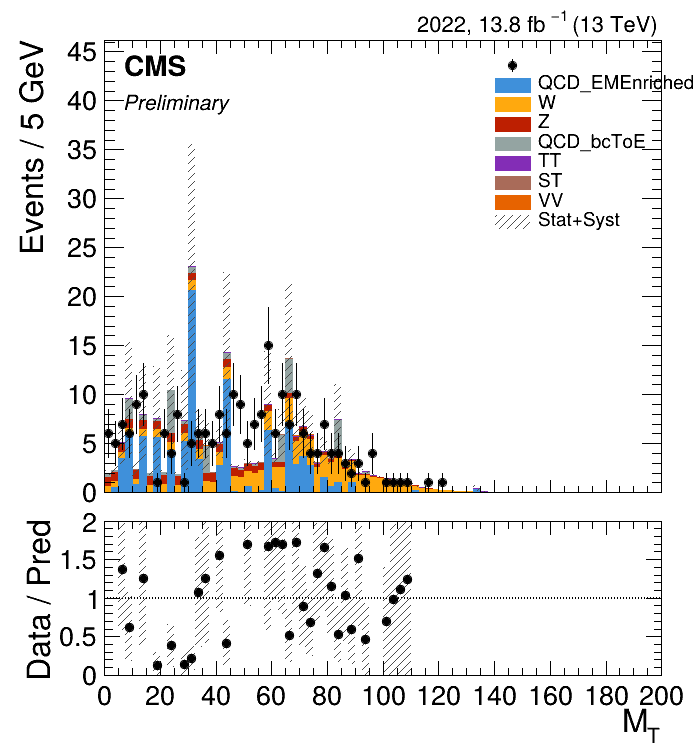 2022, 13.8 fb⁻¹ (13 TeV)
CMS
Preliminary
QCD_EMEnriched
W
Z
QCD_bcToE
TT
ST
VV
Stat+Syst
Events / 5 GeV
45
40
35
30
25
20
15
10
5
0
Data / Pred
2
1.5
1
0.5
0
0 20 40 60 80 100 120 140 160 180 200
M_T